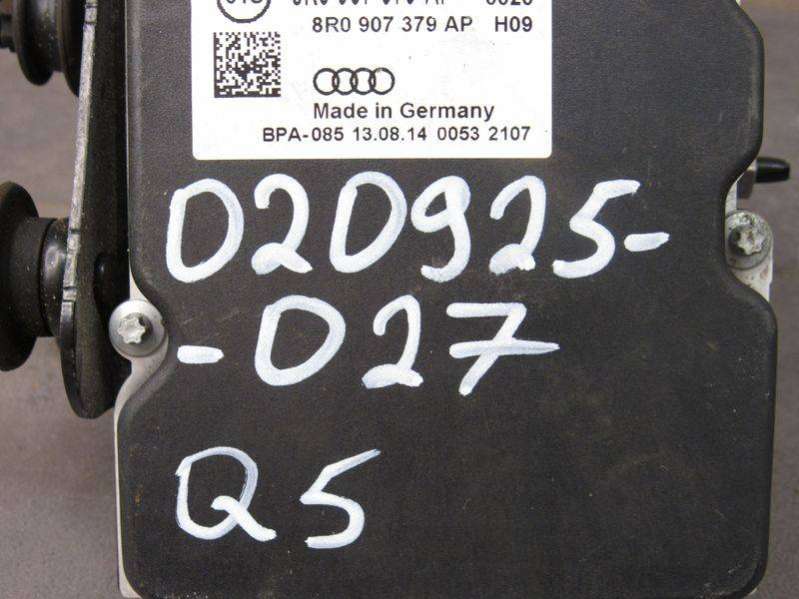 8R0 907 379 AP H09
Made in Germany
BPA-085 13.08.14 0053 2107
020925-
-027
Q5